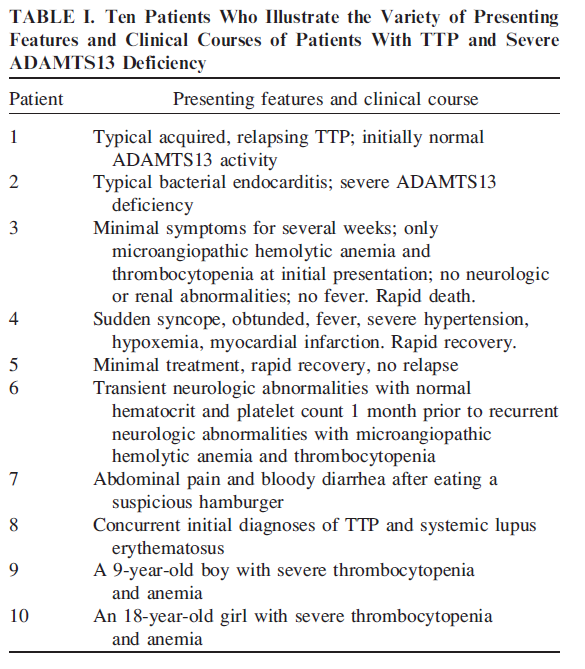 TABLE I. Ten Patients Who Illustrate the Variety of Presenting
Features and Clinical Courses of Patients With TTP and Severe
ADAMTS13 Deficiency
Patient Presenting features and clinical course
1 Typical acquired, relapsing TTP; initially normal
ADAMTS13 activity
2 Typical bacterial endocarditis; severe ADAMTS13
deficiency
3 Minimal symptoms for several weeks; only
microangiopathic hemolytic anemia and
thrombocytopenia at initial presentation; no neurologic
or renal abnormalities; no fever. Rapid death.
4 Sudden syncope, obtunded, fever, severe hypertension,
hypoxemia, myocardial infarction. Rapid recovery.
5 Minimal treatment, rapid recovery, no relapse
6 Transient neurologic abnormalities with normal
hematocrit and platelet count 1 month prior to recurrent
neurologic abnormalities with microangiopathic
hemolytic anemia and thrombocytopenia
7 Abdominal pain and bloody diarrhea after eating a
suspicious hamburger
8 Concurrent initial diagnoses of TTP and systemic lupus
erythematosus
9 A 9-year-old boy with severe thrombocytopenia
and anemia
10 An 18-year-old girl with severe thrombocytopenia
and anemia